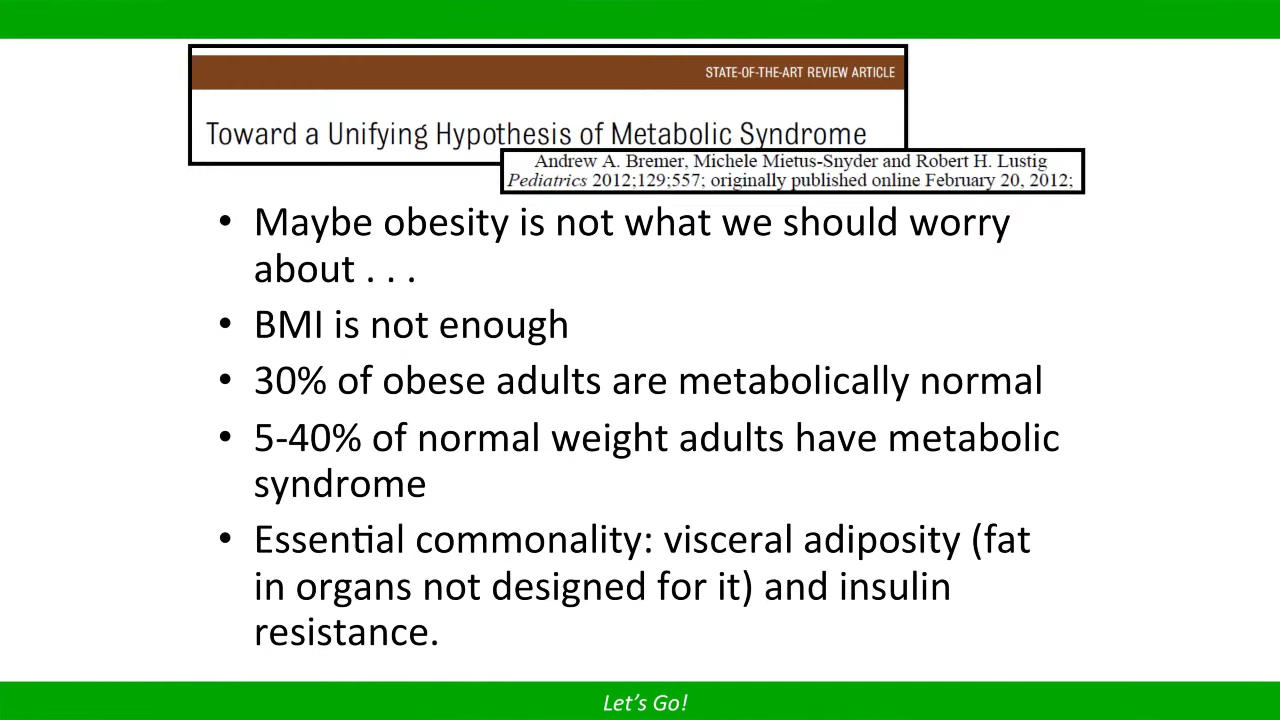 STATE-OF-THE-ART REVIEW ARTICLE
Toward a Unifying Hypothesis of Metabolic Syndrome
Andrew A. Bremer, Michele Mietus-Snyder and Robert H. Lustig
Pediatrics 2012;129;557; originally published online February 20, 2012;
• Maybe obesity is not what we should worry
about . . .
• BMI is not enough
• 30% of obese adults are metabolically normal
• 5-40% of normal weight adults have metabolic
syndrome
• Essential commonality: visceral adiposity (fat
in organs not designed for it) and insulin
resistance.
Let's Go!